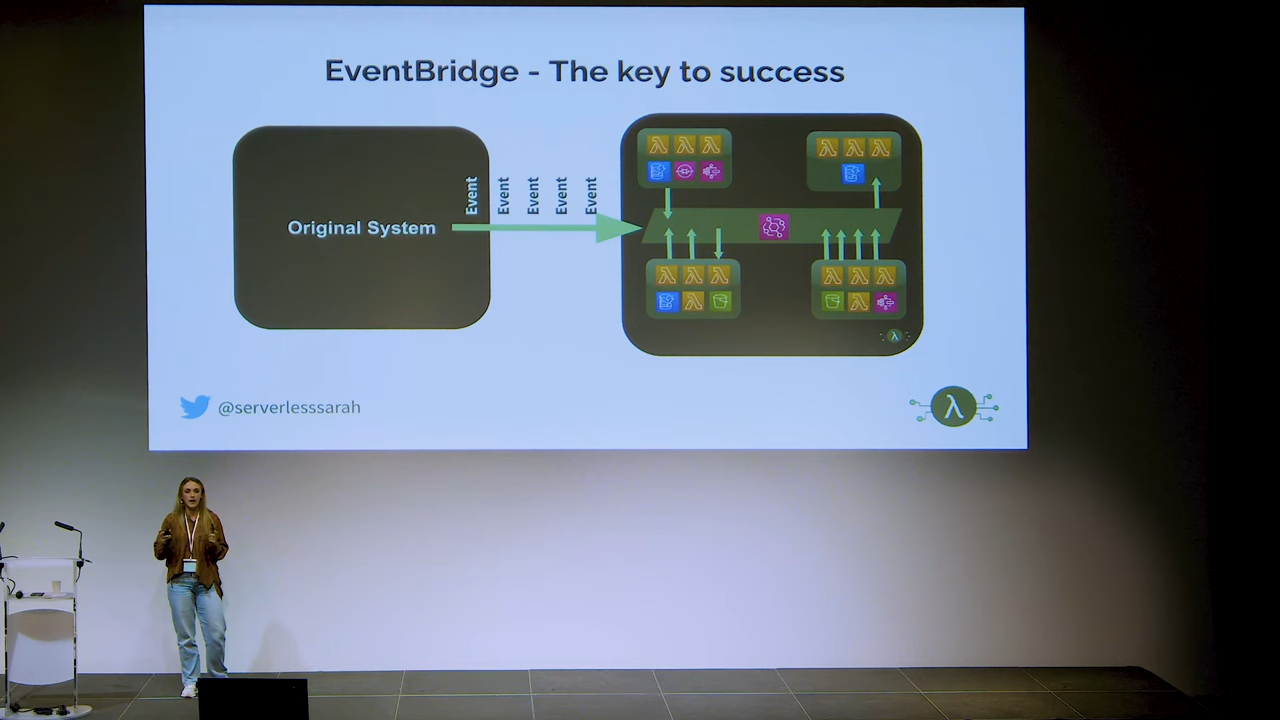 EventBridge - The key to success
Event
Event
Event
Event
Event
Original System
@serverlesssarah
λ